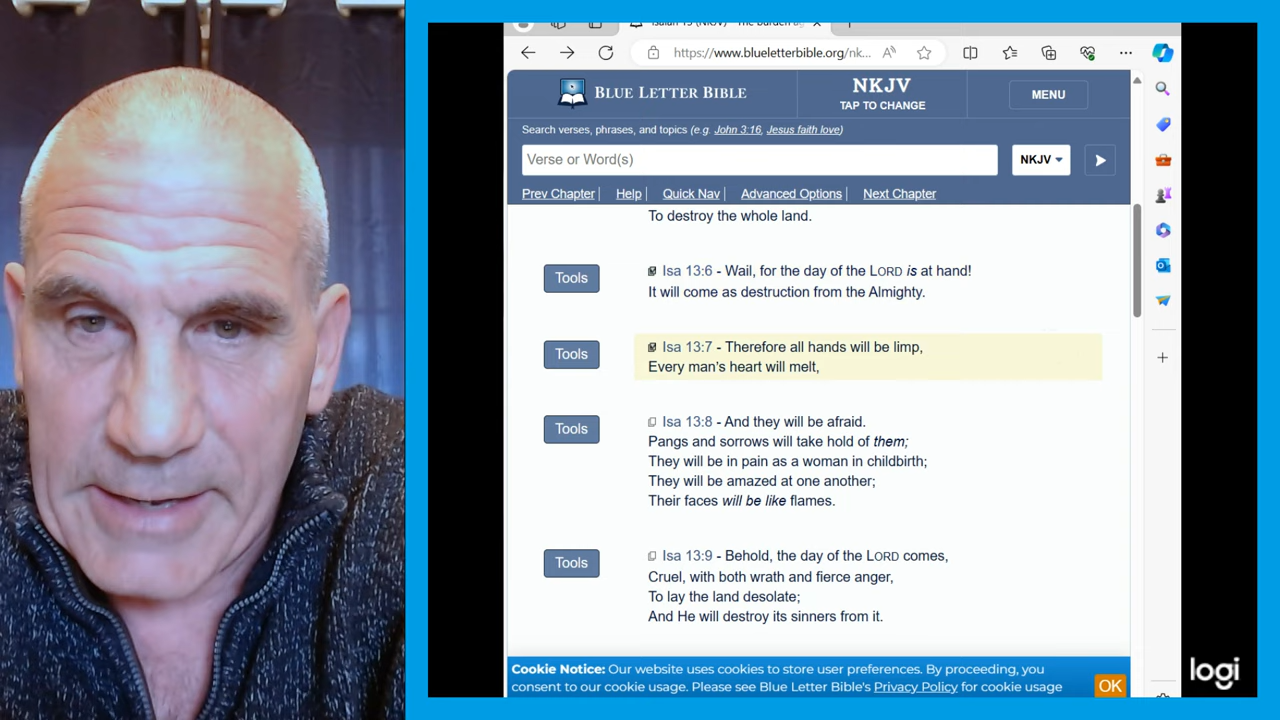 https://www.blueletterbible.org/nk...
BLUE LETTER BIBLE
NKJV
TAP TO CHANGE
MENU
Search verses, phrases, and topics (e.g. John 3:16, Jesus faith love)
Verse or Word(s)
NKJV
Prev Chapter | Help | Quick Nav | Advanced Options | Next Chapter
To destroy the whole land.
Tools
Isa 13:6 - Wail, for the day of the LORD is at hand!
It will come as destruction from the Almighty.
Tools
Isa 13:7 - Therefore all hands will be limp,
Every man's heart will melt,
Tools
Isa 13:8 - And they will be afraid.
Pangs and sorrows will take hold of them;
They will be in pain as a woman in childbirth;
They will be amazed at one another;
Their faces will be like flames.
Tools
Isa 13:9 - Behold, the day of the LORD comes,
Cruel, with both wrath and fierce anger,
To lay the land desolate;
And He will destroy its sinners from it.
Cookie Notice: Our website uses cookies to store user preferences. By proceeding, you
consent to our cookie usage. Please see Blue Letter Bible's Privacy Policy for cookie usage
OK
logi